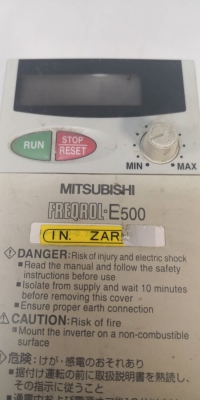 RUN
STOP
RESET
MIN
MAX
MITSUBISHI
FREQROL-E500
IN. ZAR
DANGER: Risk of injury and electric shock
• Read the manual and follow the safety
instructions before use
• Isolate from supply and wait 10 minutes
before removing this cover
• Ensure proper earth connection
CAUTION: Risk of fire
• Mount the inverter on a non-combustible
surface
危険: けが・感電のおそれあり
• 据付け運転の前に取扱説明書を熟読し、
その指示に従うこと